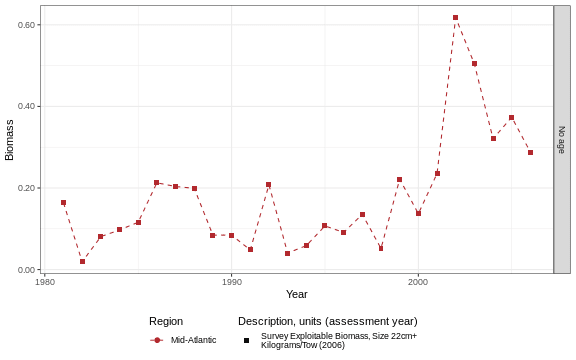 0.60
0.40
0.20
0.00
Biomass
No age
1980
1990
2000
Year
Region
Description, units (assessment year)
Mid-Atlantic
Survey Exploitable Biomass, Size 22cm+
Kilograms/Tow (2006)